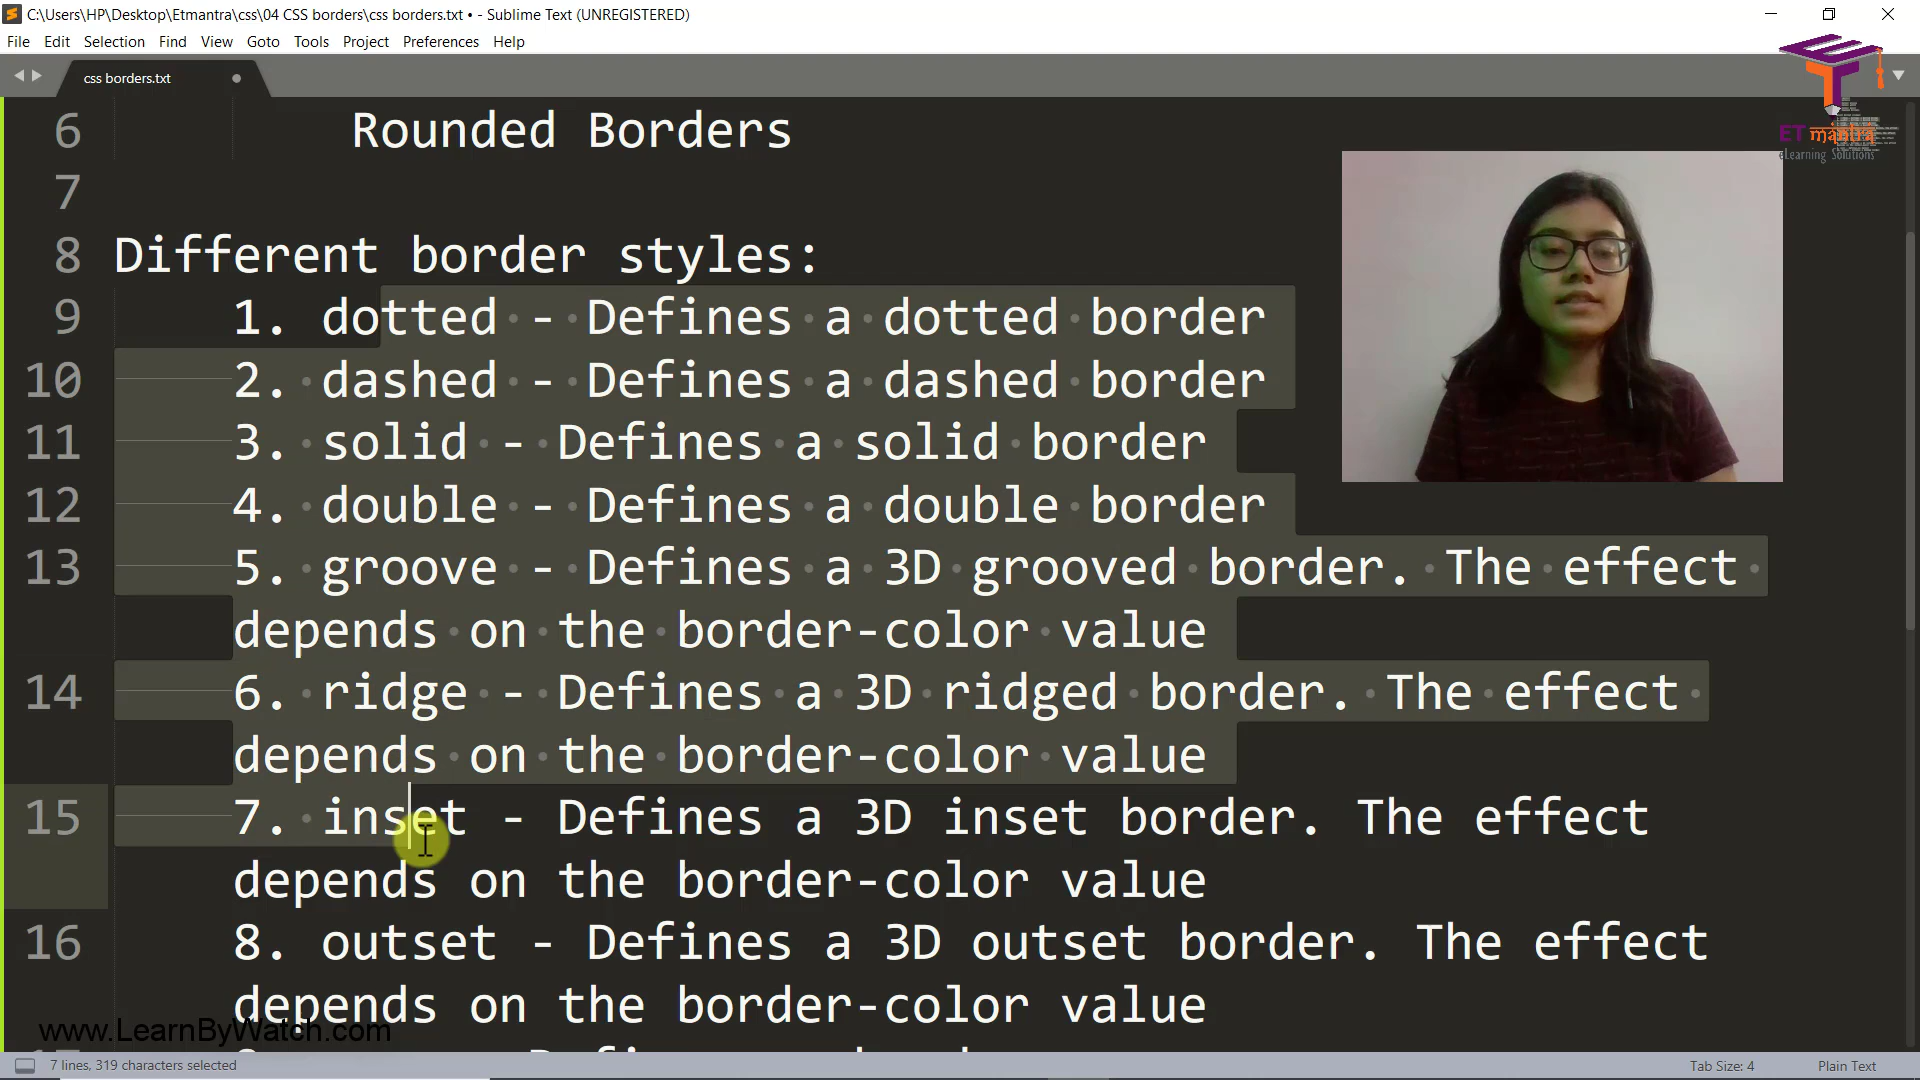 C:\Users\HP\Desktop\Etmantra\css\04 CSS borders\css borders.txt • - Sublime Text (UNREGISTERED)
File Edit Selection Find View Goto Tools Project Preferences Help
css borders.txt
ET mantra
eLearning Solutions
6 Rounded Borders
7
8 Different border styles:
9 1. dotted - Defines a dotted border
10 2. dashed - Defines a dashed border
11 3. solid - Defines a solid border
12 4. double - Defines a double border
13 5. groove - Defines a 3D grooved border. The effect
depends on the border-color value
14 6. ridge - Defines a 3D ridged border. The effect
depends on the border-color value
15 7. inset - Defines a 3D inset border. The effect
depends on the border-color value
16 8. outset - Defines a 3D outset border. The effect
depends on the border-color value
www.LearnByWatch.com
7 lines, 319 characters selected
Tab Size: 4 Plain Text